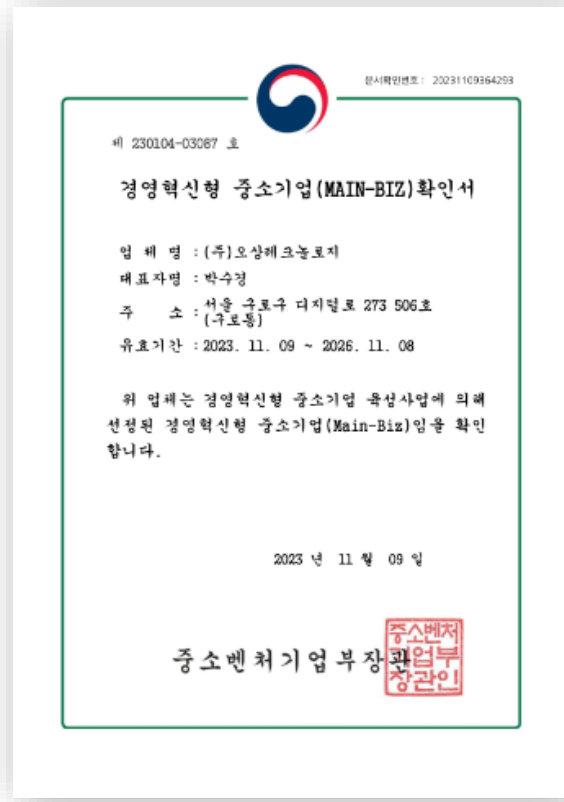 문서확인번호 : 20231109364293
제 230104-03087 호
경영혁신형 중소기업(MAIN-BIZ)확인서
업 체 명 : (주)오상테크놀로지
대표자명 : 박수경
주 소 : 서울 구로구 디지털로 273 506호
(구로동)
유효기간 : 2023. 11. 09 ~ 2026. 11. 08
위 업체는 경영혁신형 중소기업 육성사업에 의해
선정된 경영혁신형 중소기업(Main-Biz)임을 확인
합니다.
2023 년 11 월 09 일
중소벤처기업부장관
중소벤처
기업부
장관인